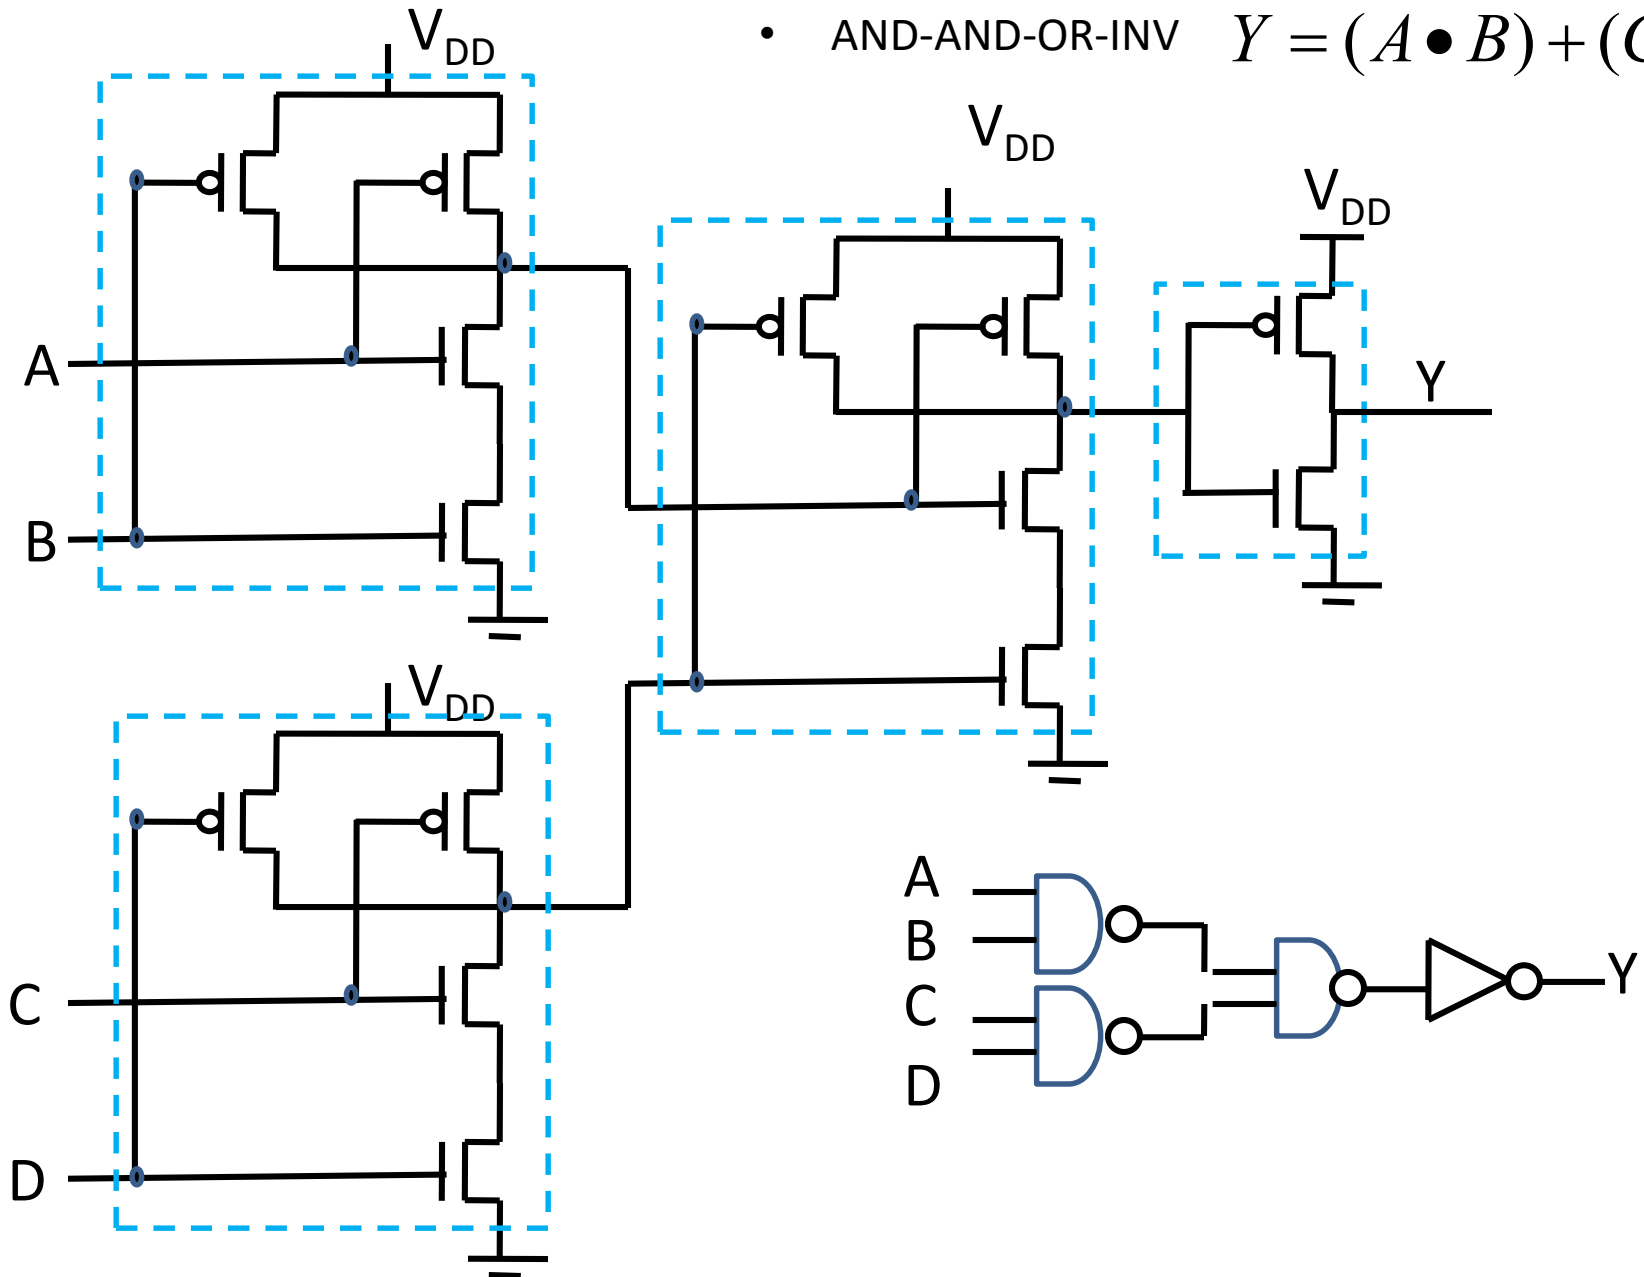 • AND-AND-OR-INV Y = (A • B) + (C
VDD
VDD
VDD
A
Y
B
VDD
A
B
Y
C
C
D
D